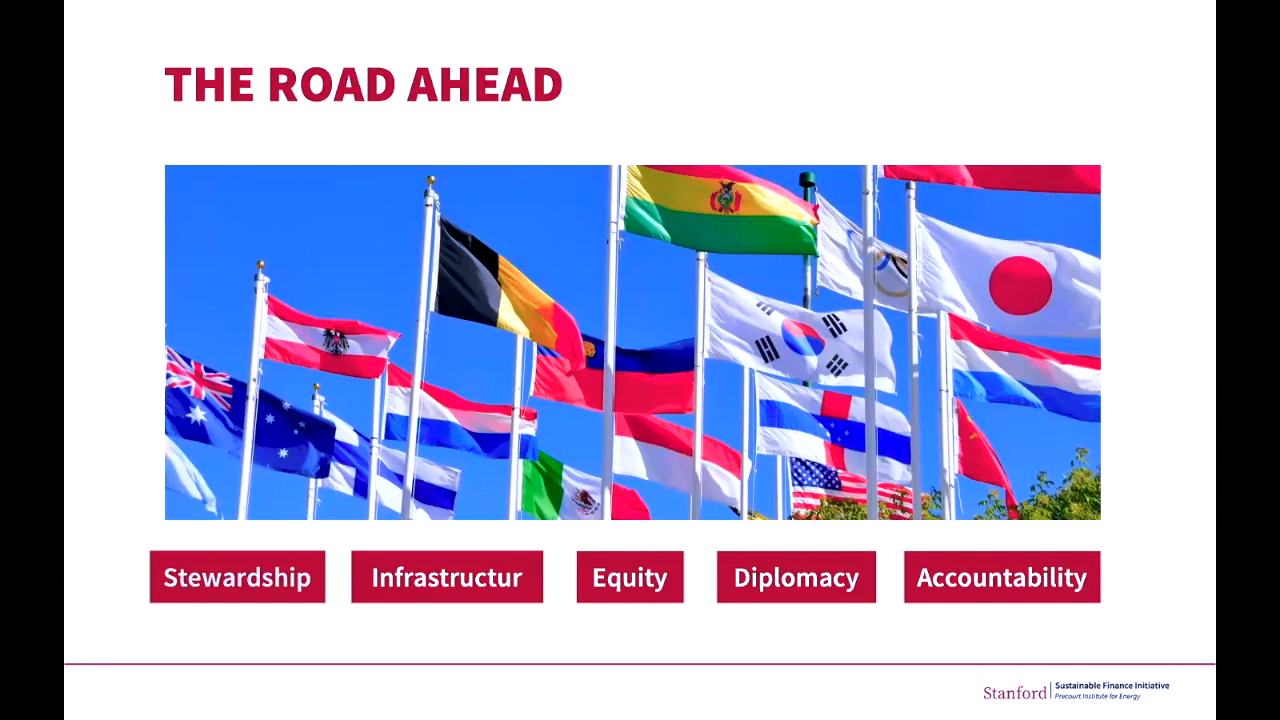 THE ROAD AHEAD
Stewardship
Infrastructur
Equity
Diplomacy
Accountability
Stanford
Sustainable Finance Initiative
Precourt Institute for Energy